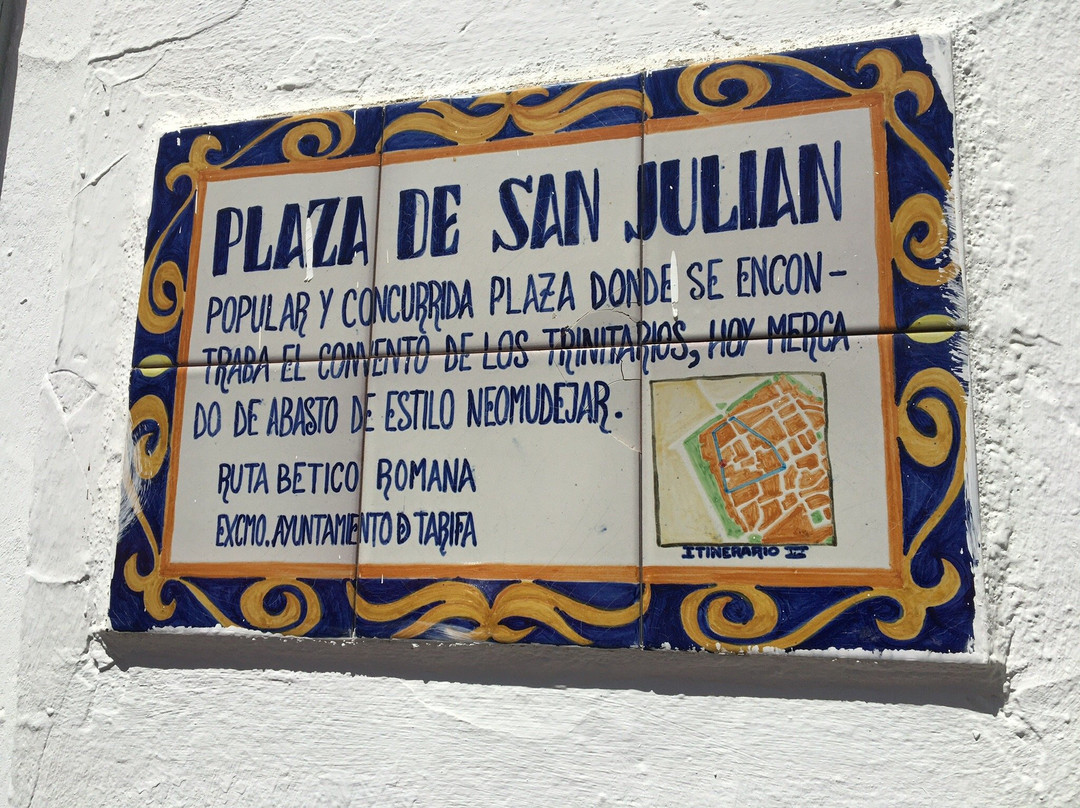 PLAZA DE SAN JULIAN
POPULAR Y CONCURRIDA PLAZA DONDE SE ENCON-
TRABA EL CONVENTO DE LOS TRINITARIOS, HOY MERCA
DO DE ABASTO DE ESTILO NEOMUDEJAR.
RUTA BETICO ROMANA
EXCMO. AYUNTAMIENTO D TARIFA
ITINERARIO